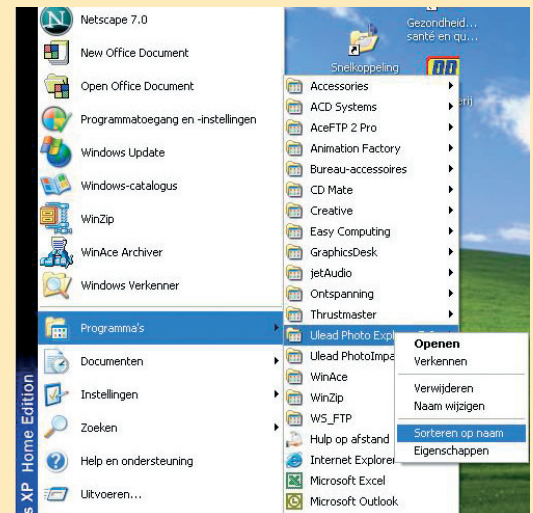 Netscape 7.0
New Office Document
Open Office Document
Programmatoegang en -instellingen
Windows Update
Windows-catalogus
WinZip
WinAce Archiver
Windows Verkenner
Programma's
Documenten
Instellingen
Zoeken
Help en ondersteuning
Uitvoeren...
s XP Home Edition
Gezondheid...
santé en qu...
Snelkoppeling
erij
Accessories
ACD Systems
AceFTP 2 Pro
Animation Factory
Bureau-accessoires
CD Mate
Creative
Easy Computing
GraphicsDesk
jetAudio
Ontspanning
Thrustmaster
Ulead Photo Exp
Ulead PhotoImpa
WinAce
WinZip
WS_FTP
Hulp op afstand
Internet Explorer
Microsoft Excel
Microsoft Outlook
Openen
Verkennen
Verwijderen
Naam wijzigen
Sorteren op naam
Eigenschappen